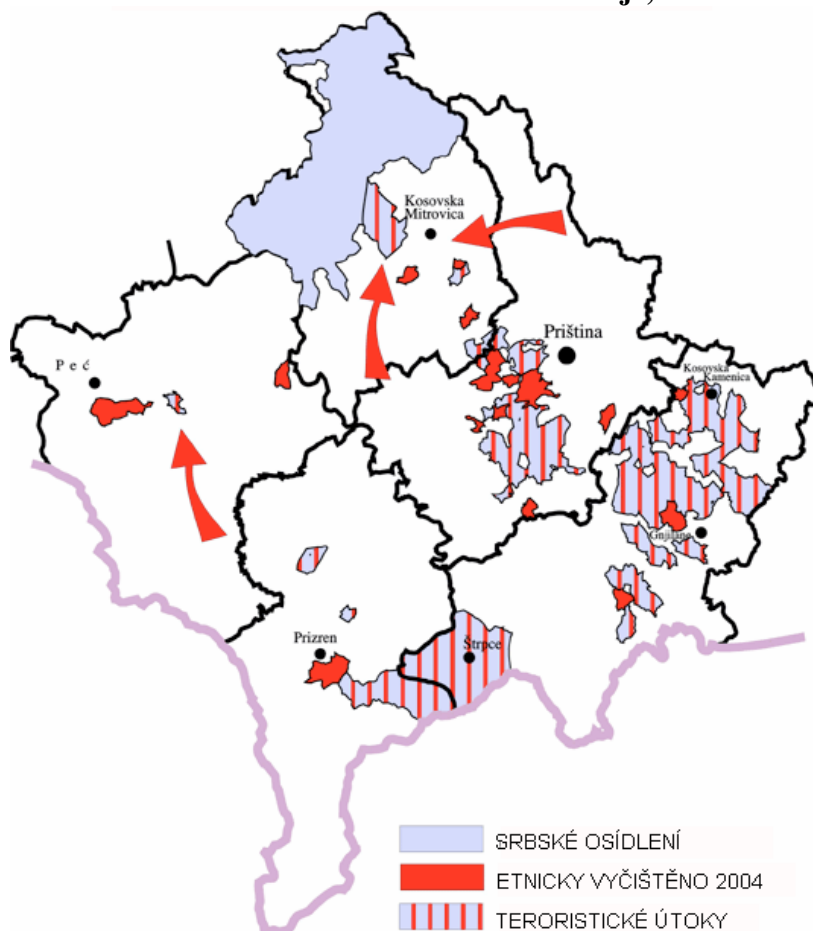 Kosovska
Mitrovica
Priština
Peć
Kosovska
Kamenica
Gnjilane
Prizren
Štrpce
SRBSKÉ OSÍDLENÍ
ETNICKY VYČIŠTĚNO 2004
TERORISTICKÉ ÚTOKY